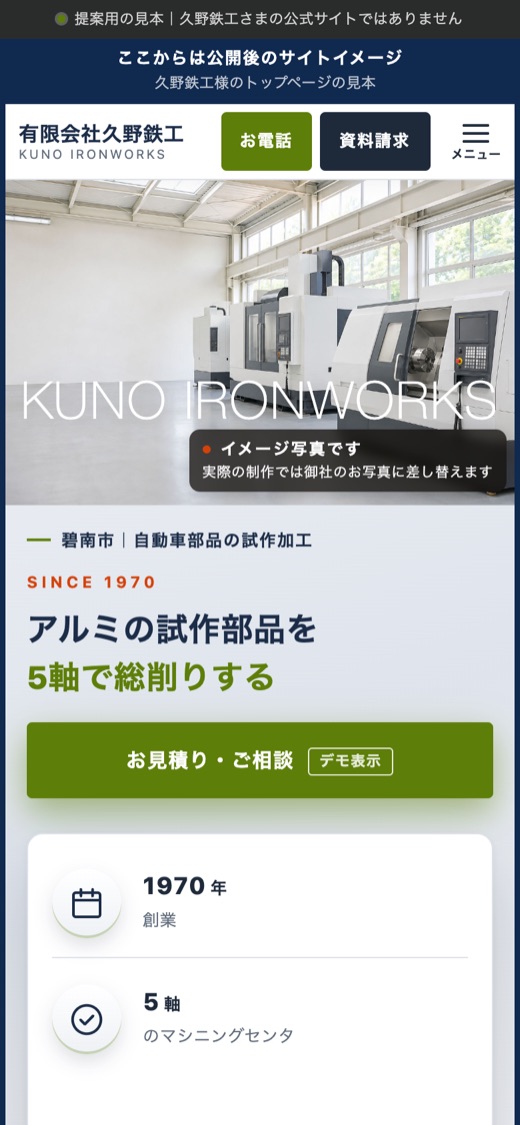 提案用の見本｜久野鉄工さまの公式サイトではありません
ここからは公開後のサイトイメージ
久野鉄工様のトップページの見本
有限会社久野鉄工
KUNO IRONWORKS
お電話
資料請求
メニュー
KUNO IRONWORKS
イメージ写真です
実際の制作では御社のお写真に差し替えます
碧南市｜自動車部品の試作加工
SINCE 1970
アルミの試作部品を
5軸で総削りする
お見積り・ご相談 デモ表示
1970 年
創業
5 軸
のマシニングセンタ